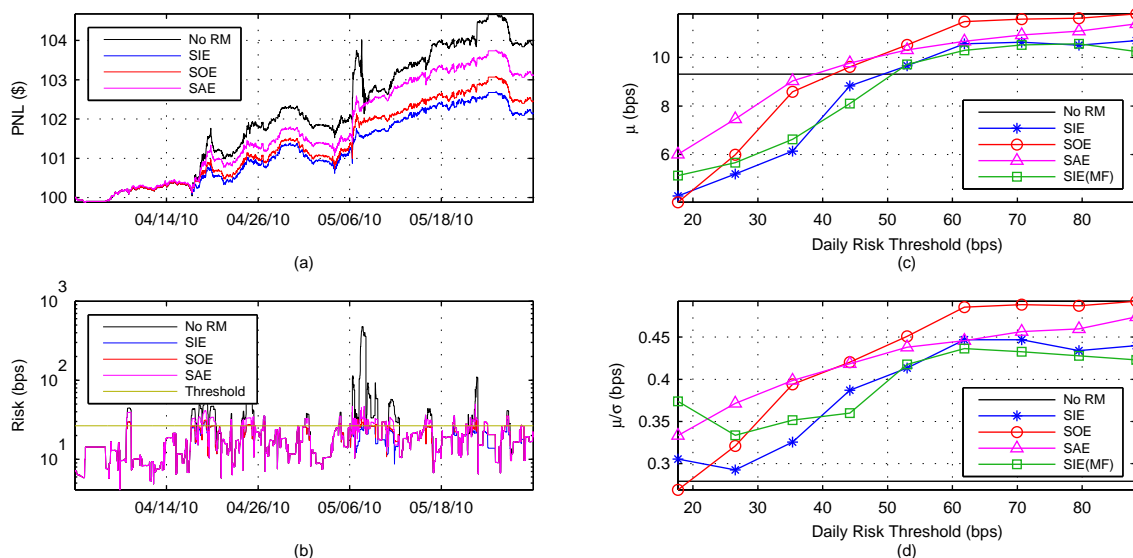 104
103
102
101
100
PNL ($)
No RM
SIE
SOE
SAE
04/14/10
04/26/10
05/06/10
05/18/10
(a)
10
8
6
μ (bps)
No RM
SIE
SOE
SAE
SIE(MF)
20
30
40
50
60
70
80
Daily Risk Threshold (bps)
(c)
10 3
10 2
10 1
Risk (bps)
No RM
SIE
SOE
SAE
Threshold
04/14/10
04/26/10
05/06/10
05/18/10
(b)
0.45
0.4
0.35
0.3
μ/σ (bps)
No RM
SIE
SOE
SAE
SIE(MF)
20
30
40
50
60
70
80
Daily Risk Threshold (bps)
(d)